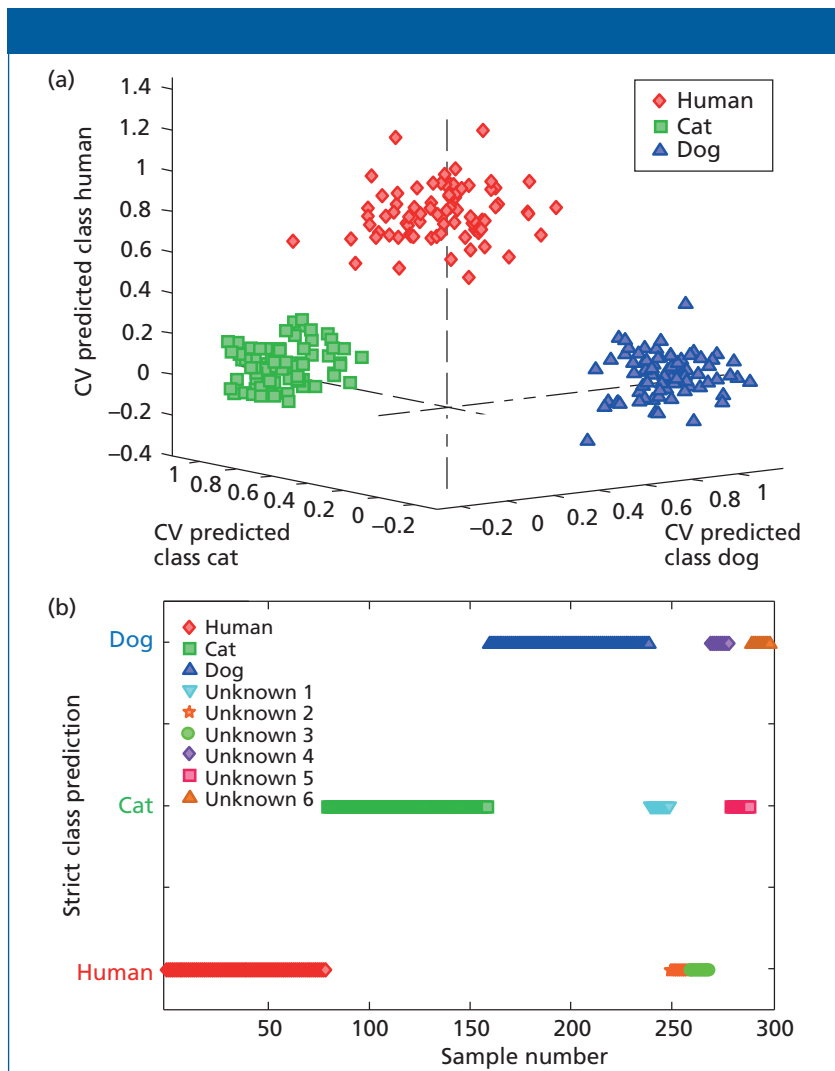 (a)
CV predicted class human
1.4
1.2
1
0.8
0.6
0.4
0.2
0
−0.2
−0.4
Human
Cat
Dog
1 0.8 0.6 0.4 0.2 0 −0.2
CV predicted
class cat
−0.2 0 0.2 0.4 0.6 0.8 1
CV predicted
class dog
(b)
Strict class prediction
Dog
Cat
Human
Human
Cat
Dog
Unknown 1
Unknown 2
Unknown 3
Unknown 4
Unknown 5
Unknown 6
50 100 150 200 250 300
Sample number